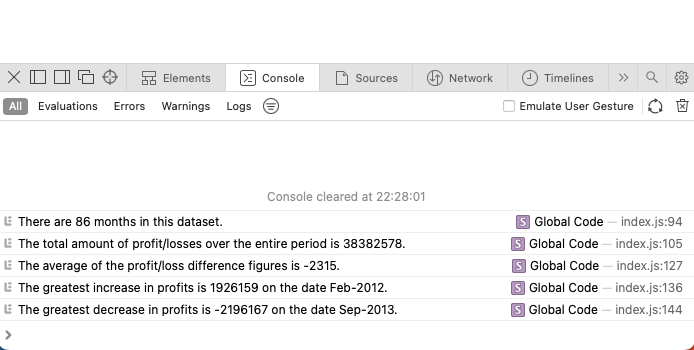 Elements Console Sources Network Timelines
All Evaluations Errors Warnings Logs Emulate User Gesture
Console cleared at 22:28:01
There are 86 months in this dataset. S Global Code — index.js:94
The total amount of profit/losses over the entire period is 38382578. S Global Code — index.js:105
The average of the profit/loss difference figures is -2315. S Global Code — index.js:127
The greatest increase in profits is 1926159 on the date Feb-2012. S Global Code — index.js:136
The greatest decrease in profits is -2196167 on the date Sep-2013. S Global Code — index.js:144